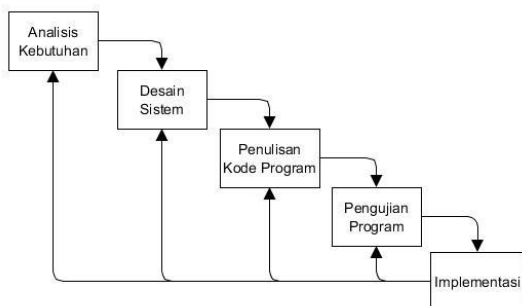 Analisis
Kebutuhan
Desain
Sistem
Penulisan
Kode Program
Pengujian
Program
Implementasi